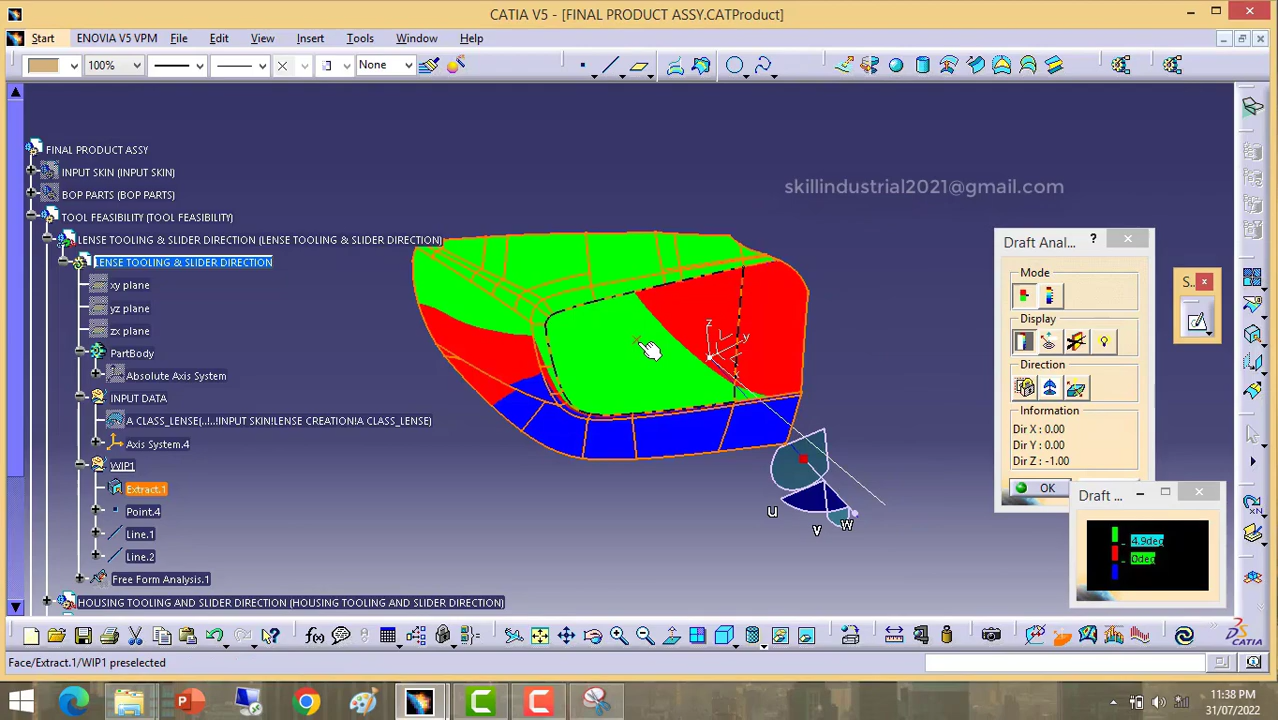 CATIA V5 - [FINAL PRODUCT ASSY.CATProduct]
Start ENOVIA V5 VPM File Edit View Insert Tools Window Help
100% None
skillindustrial2021@gmail.com
FINAL PRODUCT ASSY
INPUT SKIN (INPUT SKIN)
BOP PARTS (BOP PARTS)
TOOL FEASIBILITY (TOOL FEASIBILITY)
LENSE TOOLING & SLIDER DIRECTION (LENSE TOOLING & SLIDER DIRECTION)
LENSE TOOLING & SLIDER DIRECTION
xy plane
yz plane
zx plane
PartBody
Absolute Axis System
INPUT DATA
A CLASS_LENSE(..!..!INPUT SKIN!LENSE CREATION!A CLASS_LENSE)
Axis System.4
WIP1
Extract.1
Point.4
Line.1
Line.2
Free Form Analysis.1
HOUSING TOOLING AND SLIDER DIRECTION (HOUSING TOOLING AND SLIDER DIRECTION)
z
y
u
v
w
Draft Anal...
?
Mode
Display
Direction
Information
Dir X : 0.00
Dir Y : 0.00
Dir Z : -1.00
OK
S...
Draft ...
4.9deg
0deg
f(x)
DS CATIA
Face/Extract.1/WIP1 preselected
11:38 PM
31/07/2022